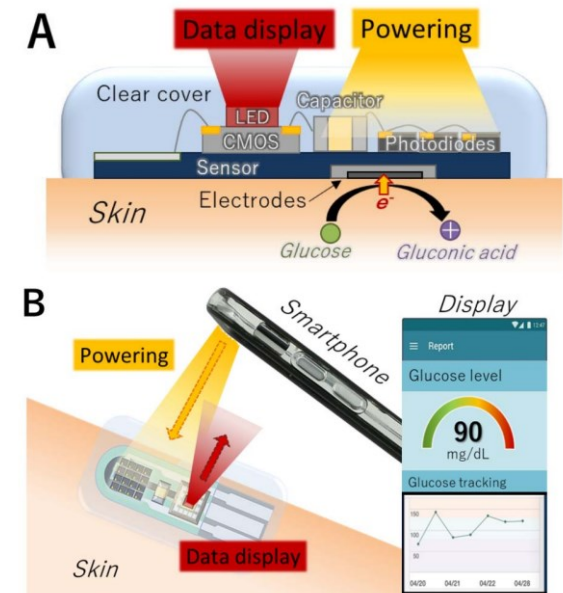 A
Data display
Powering
Clear cover
Capacitor
LED
CMOS
Photodiodes
Sensor
Electrodes
e-
Skin
Glucose
Gluconic acid
B
Smartphone
Display
Powering
12:47
Report
Glucose level
90
mg/dL
Glucose tracking
150
100
50
04/20
04/21
04/22
04/28
Data display
Skin